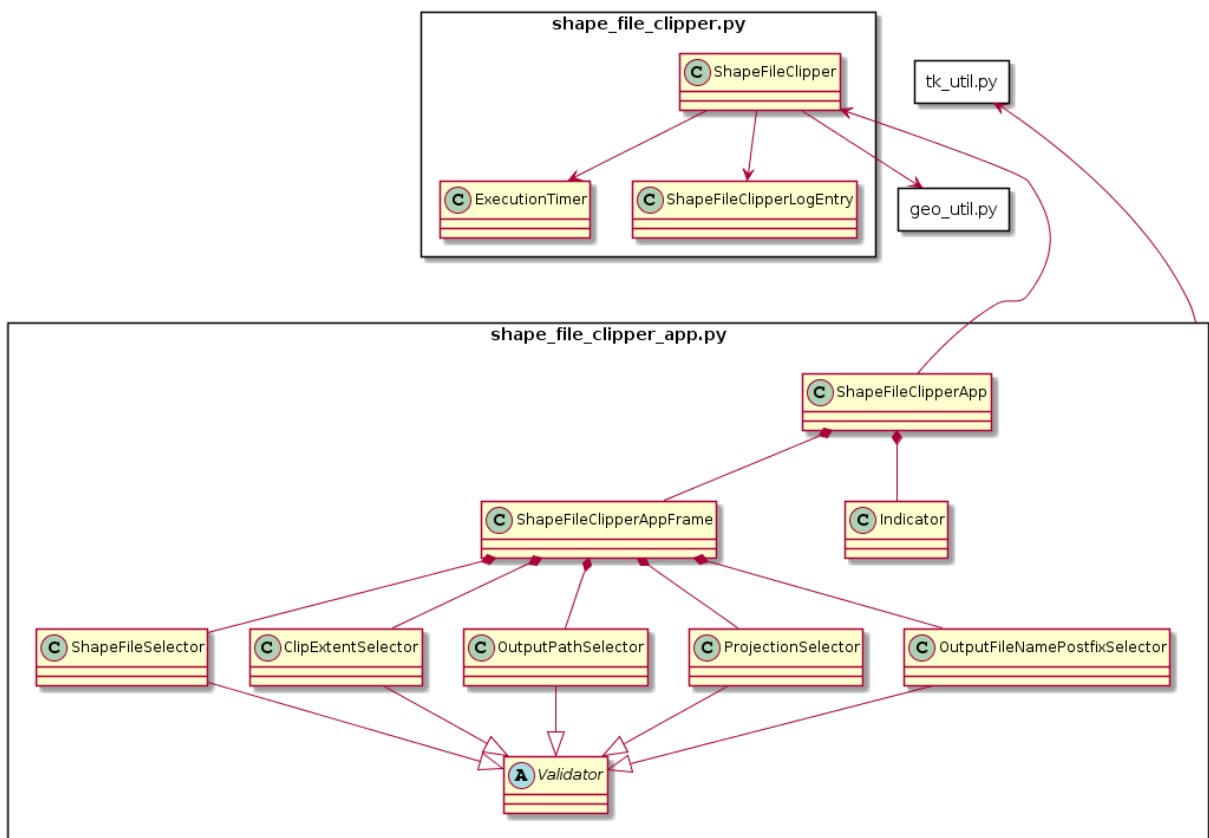 shape_file_clipper.py
C ShapeFileClipper
tk_util.py
C ExecutionTimer
C ShapeFileClipperLogEntry
geo_util.py
shape_file_clipper_app.py
C ShapeFileClipperApp
C ShapeFileClipperAppFrame
C Indicator
C ShapeFileSelector
C ClipExtentSelector
C OutputPathSelector
C ProjectionSelector
C OutputFileNamePostfixSelector
A Validator